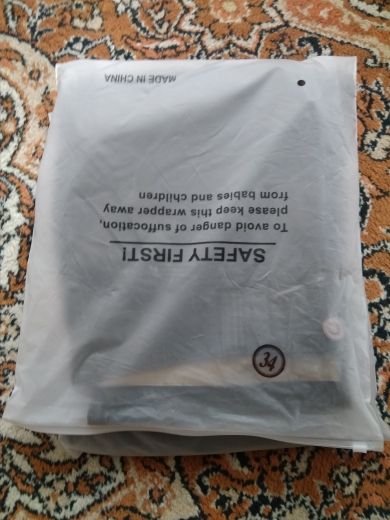 SAFETY FIRST!
To avoid danger of suffocation,
please keep this wrapper away
from babies and children
MADE IN CHINA
34